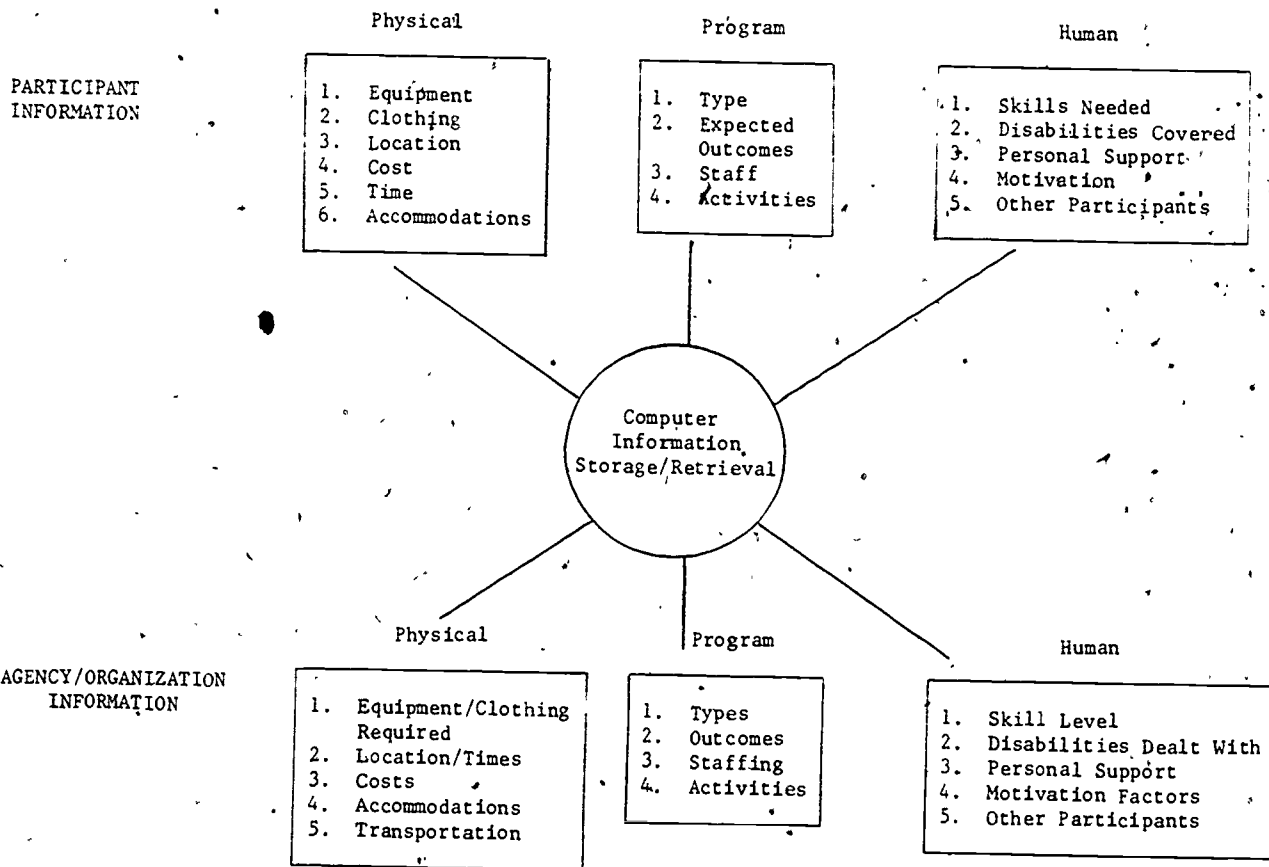 Physical
Program
Human
PARTICIPANT
INFORMATION
1. Equipment
2. Clothing
3. Location
4. Cost
5. Time
6. Accommodations
1. Type
2. Expected
Outcomes
3. Staff
4. Activities
1. Skills Needed
2. Disabilities Covered
3. Personal Support
4. Motivation
5. Other Participants
Computer
Information
Storage/Retrieval
Physical
Program
Human
AGENCY/ORGANIZATION
INFORMATION
1. Equipment/Clothing
Required
2. Location/Times
3. Costs
4. Accommodations
5. Transportation
1. Types
2. Outcomes
3. Staffing
4. Activities
1. Skill Level
2. Disabilities Dealt With
3. Personal Support
4. Motivation Factors
5. Other Participants